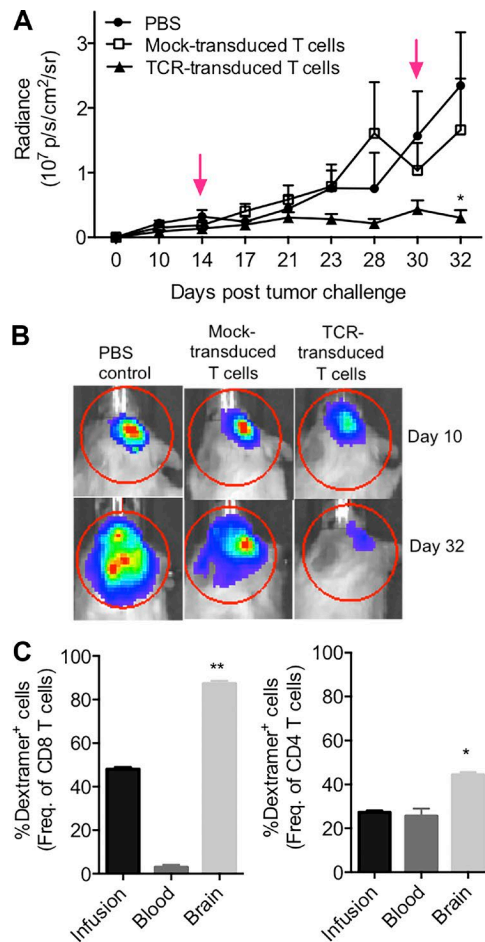 A
PBS
Mock-transduced T cells
TCR-transduced T cells
Radiance
(10⁷ p/s/cm²/sr)
3
2
1
0
*
0 10 14 17 21 23 28 30 32
Days post tumor challenge
B
PBS
control
Mock-
transduced
T cells
TCR-
transduced
T cells
Day 10
Day 32
C
%Dextramer⁺ cells
(Freq. of CD8 T cells)
100
80
60
40
20
0
**
Infusion
Blood
Brain
%Dextramer⁺ cells
(Freq. of CD4 T cells)
100
80
60
40
20
0
*
Infusion
Blood
Brain